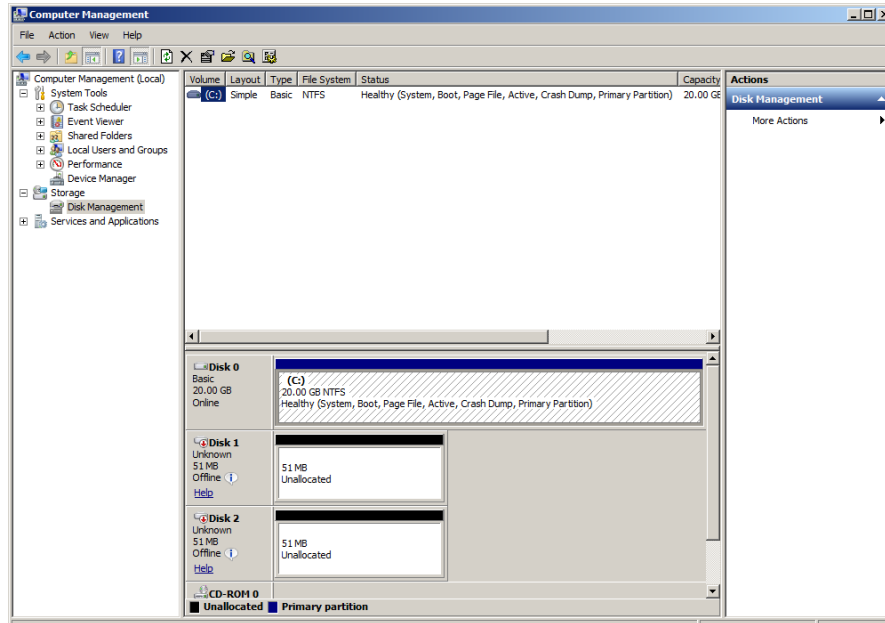 Computer Management
File Action View Help
Computer Management (Local)
System Tools
Task Scheduler
Event Viewer
Shared Folders
Local Users and Groups
Performance
Device Manager
Storage
Disk Management
Services and Applications
Volume Layout Type File System Status Capacity
(C:) Simple Basic NTFS Healthy (System, Boot, Page File, Active, Crash Dump, Primary Partition) 20.00 GB
Actions
Disk Management
More Actions
Disk 0
Basic
20.00 GB
Online
(C:)
20.00 GB NTFS
Healthy (System, Boot, Page File, Active, Crash Dump, Primary Partition)
Disk 1
Unknown
51 MB
Offline
Help
51 MB
Unallocated
Disk 2
Unknown
51 MB
Offline
Help
51 MB
Unallocated
CD-ROM 0
Unallocated Primary partition